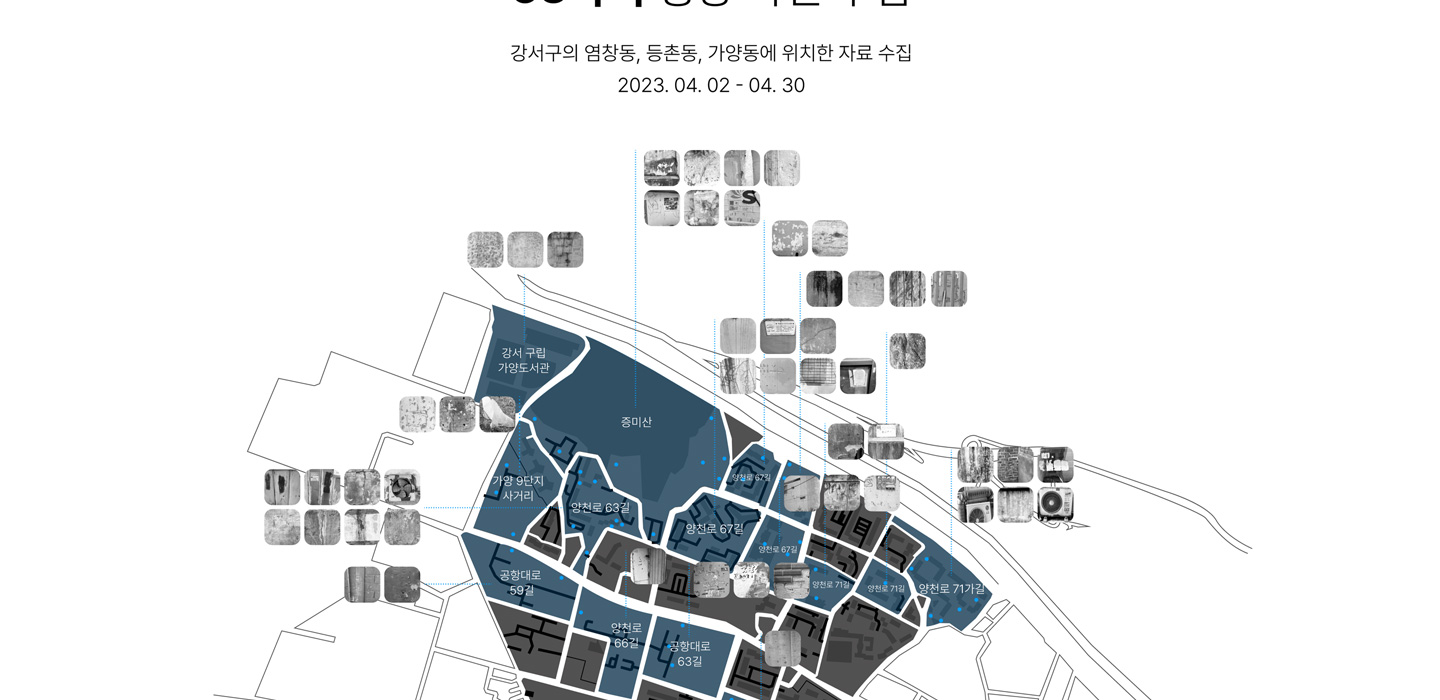 강서구의 염창동, 등촌동, 가양동에 위치한 자료 수집
2023. 04. 02 - 04. 30
강서 구립
가양도서관
증미산
가양 9단지
사거리
양천로 67길
양천로 63길
양천로 67길
양천로 67길
공항대로
59길
양천로 71길
양천로 71길
양천로 71가길
양천로
66길
공항대로
63길